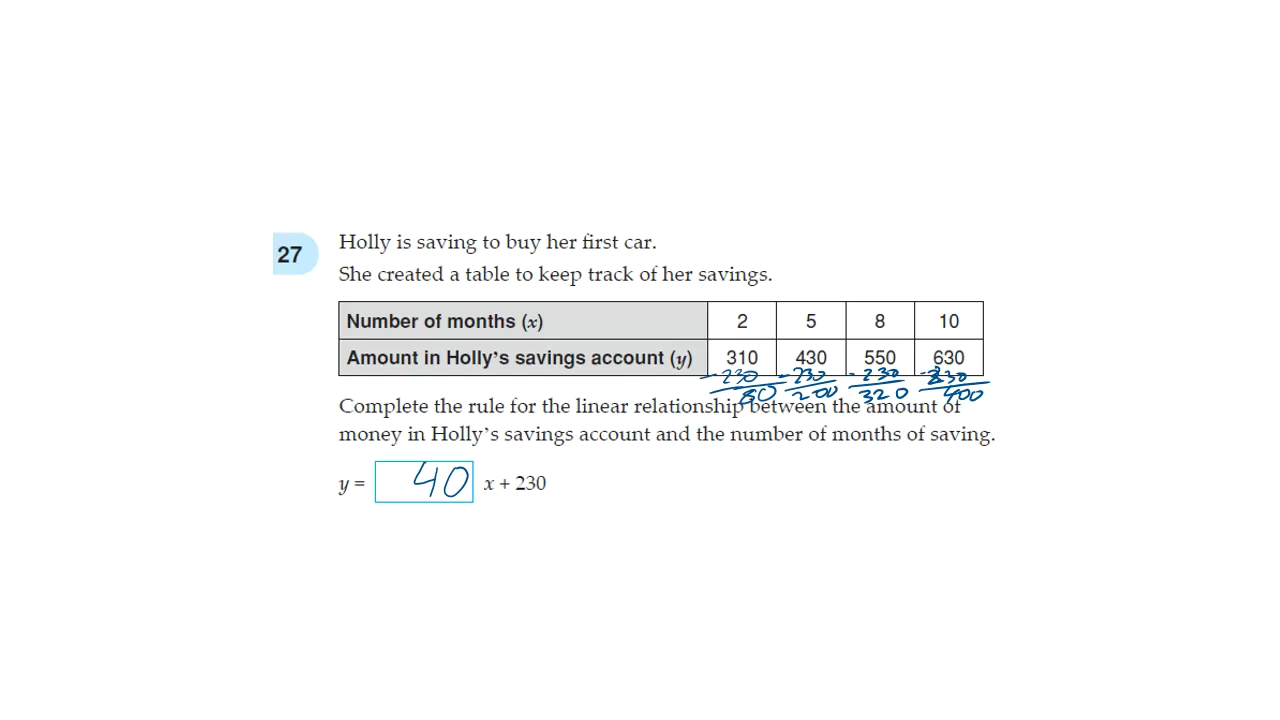 27
Holly is saving to buy her first car.
She created a table to keep track of her savings.
Number of months (x) 2 5 8 10
Amount in Holly's savings account (y) 310 430 550 630
-230 -230 -230 -230
80 200 320 400
Complete the rule for the linear relationship between the amount of
money in Holly's savings account and the number of months of saving.
y = 40 x + 230